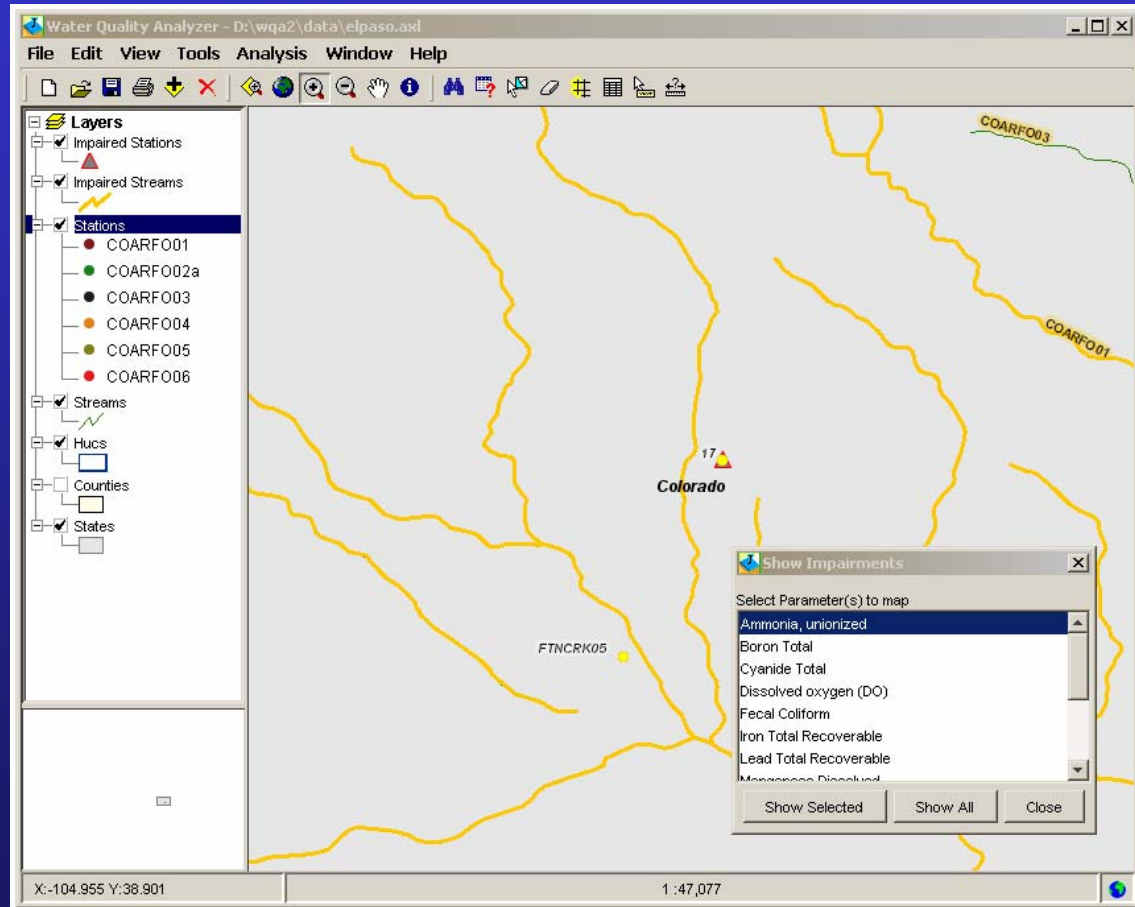 Water Quality Analyzer - D:\wqa2\data\elpaso.axl
File Edit View Tools Analysis Window Help
Layers
Impaired Stations
Impaired Streams
Stations
COARFO01
COARFO02a
COARFO03
COARFO04
COARFO05
COARFO06
Streams
Hucs
Counties
States
COARFO03
COARFO01
17
Colorado
FTNCRK05
Show Impairments
Select Parameter(s) to map
Ammonia, unionized
Boron Total
Cyanide Total
Dissolved oxygen (DO)
Fecal Coliform
Iron Total Recoverable
Lead Total Recoverable
Manganese Dissolved
Show Selected Show All Close
X:-104.955 Y:38.901 1 :47,077